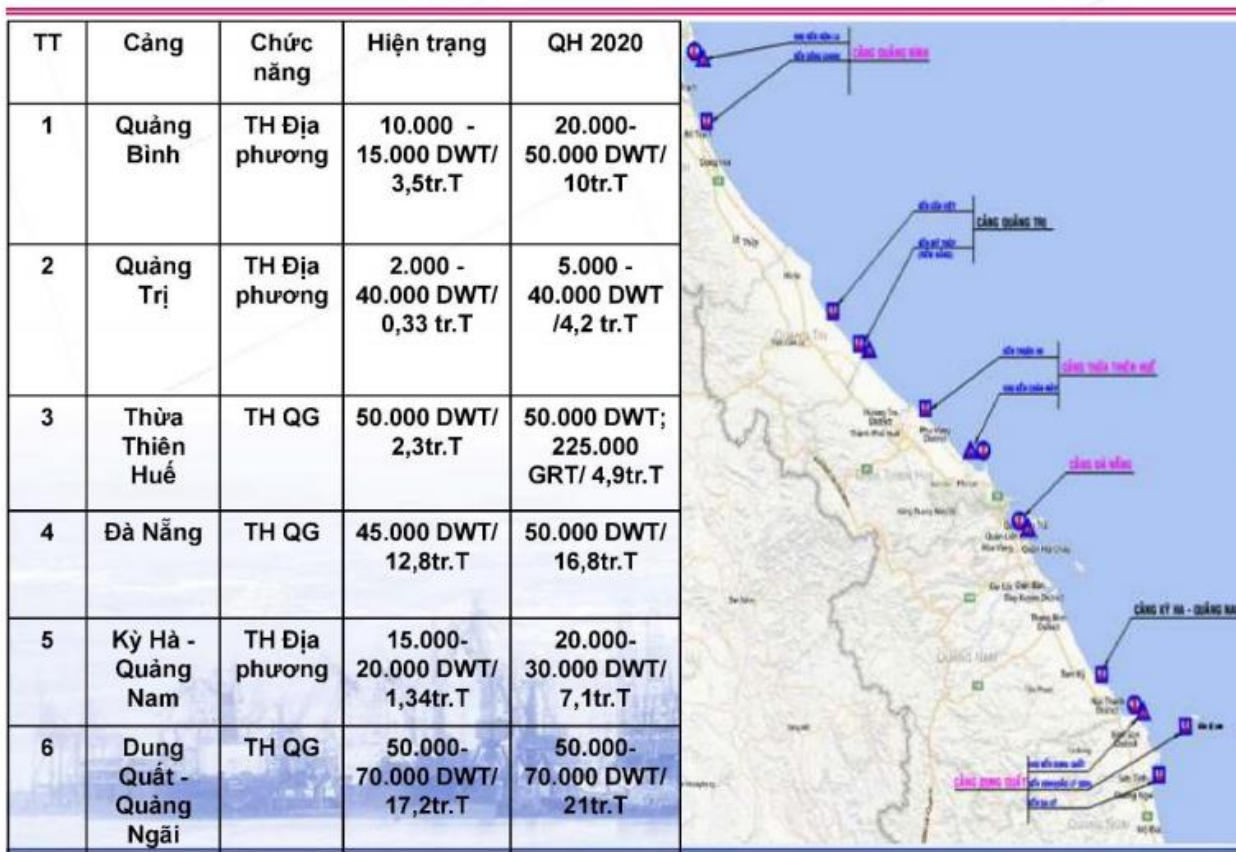 TT
Cảng
Chức
năng
Hiện trạng
QH 2020
1
Quảng
Bình
TH Địa
phương
10.000 -
15.000 DWT/
3,5tr.T
20.000-
50.000 DWT/
10tr.T
2
Quảng
Trị
TH Địa
phương
2.000 -
40.000 DWT/
0,33 tr.T
5.000 -
40.000 DWT
/4,2 tr.T
3
Thừa
Thiên
Huế
TH QG
50.000 DWT/
2,3tr.T
50.000 DWT;
225.000
GRT/ 4,9tr.T
4
Đà Nẵng
TH QG
45.000 DWT/
12,8tr.T
50.000 DWT/
16,8tr.T
5
Kỳ Hà -
Quảng
Nam
TH Địa
phương
15.000-
20.000 DWT/
1,34tr.T
20.000-
30.000 DWT/
7,1tr.T
6
Dung
Quất -
Quảng
Ngãi
TH QG
50.000-
70.000 DWT/
17,2tr.T
50.000-
70.000 DWT/
21tr.T
CẢNG QUẢNG BÌNH
CẢNG QUẢNG TRỊ
CẢNG THỪA THIÊN HUẾ
CẢNG ĐÀ NẴNG
CẢNG KỲ HÀ - QUẢNG NA
CẢNG DUNG QUẤT